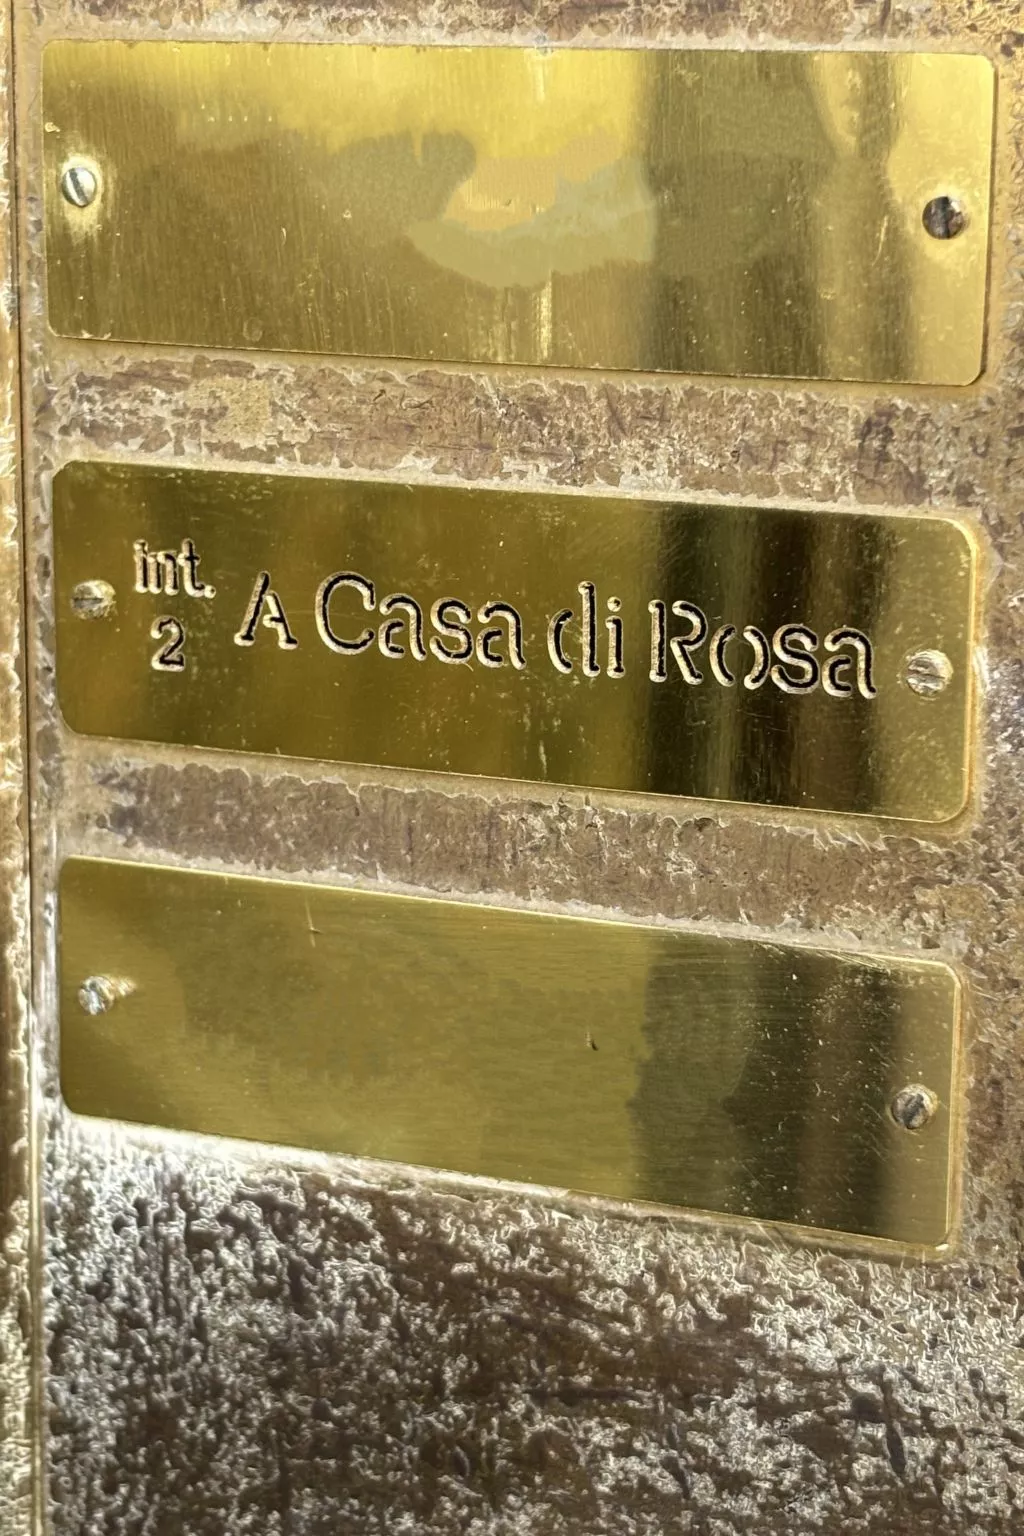 int.
2
A Casa di Rosa